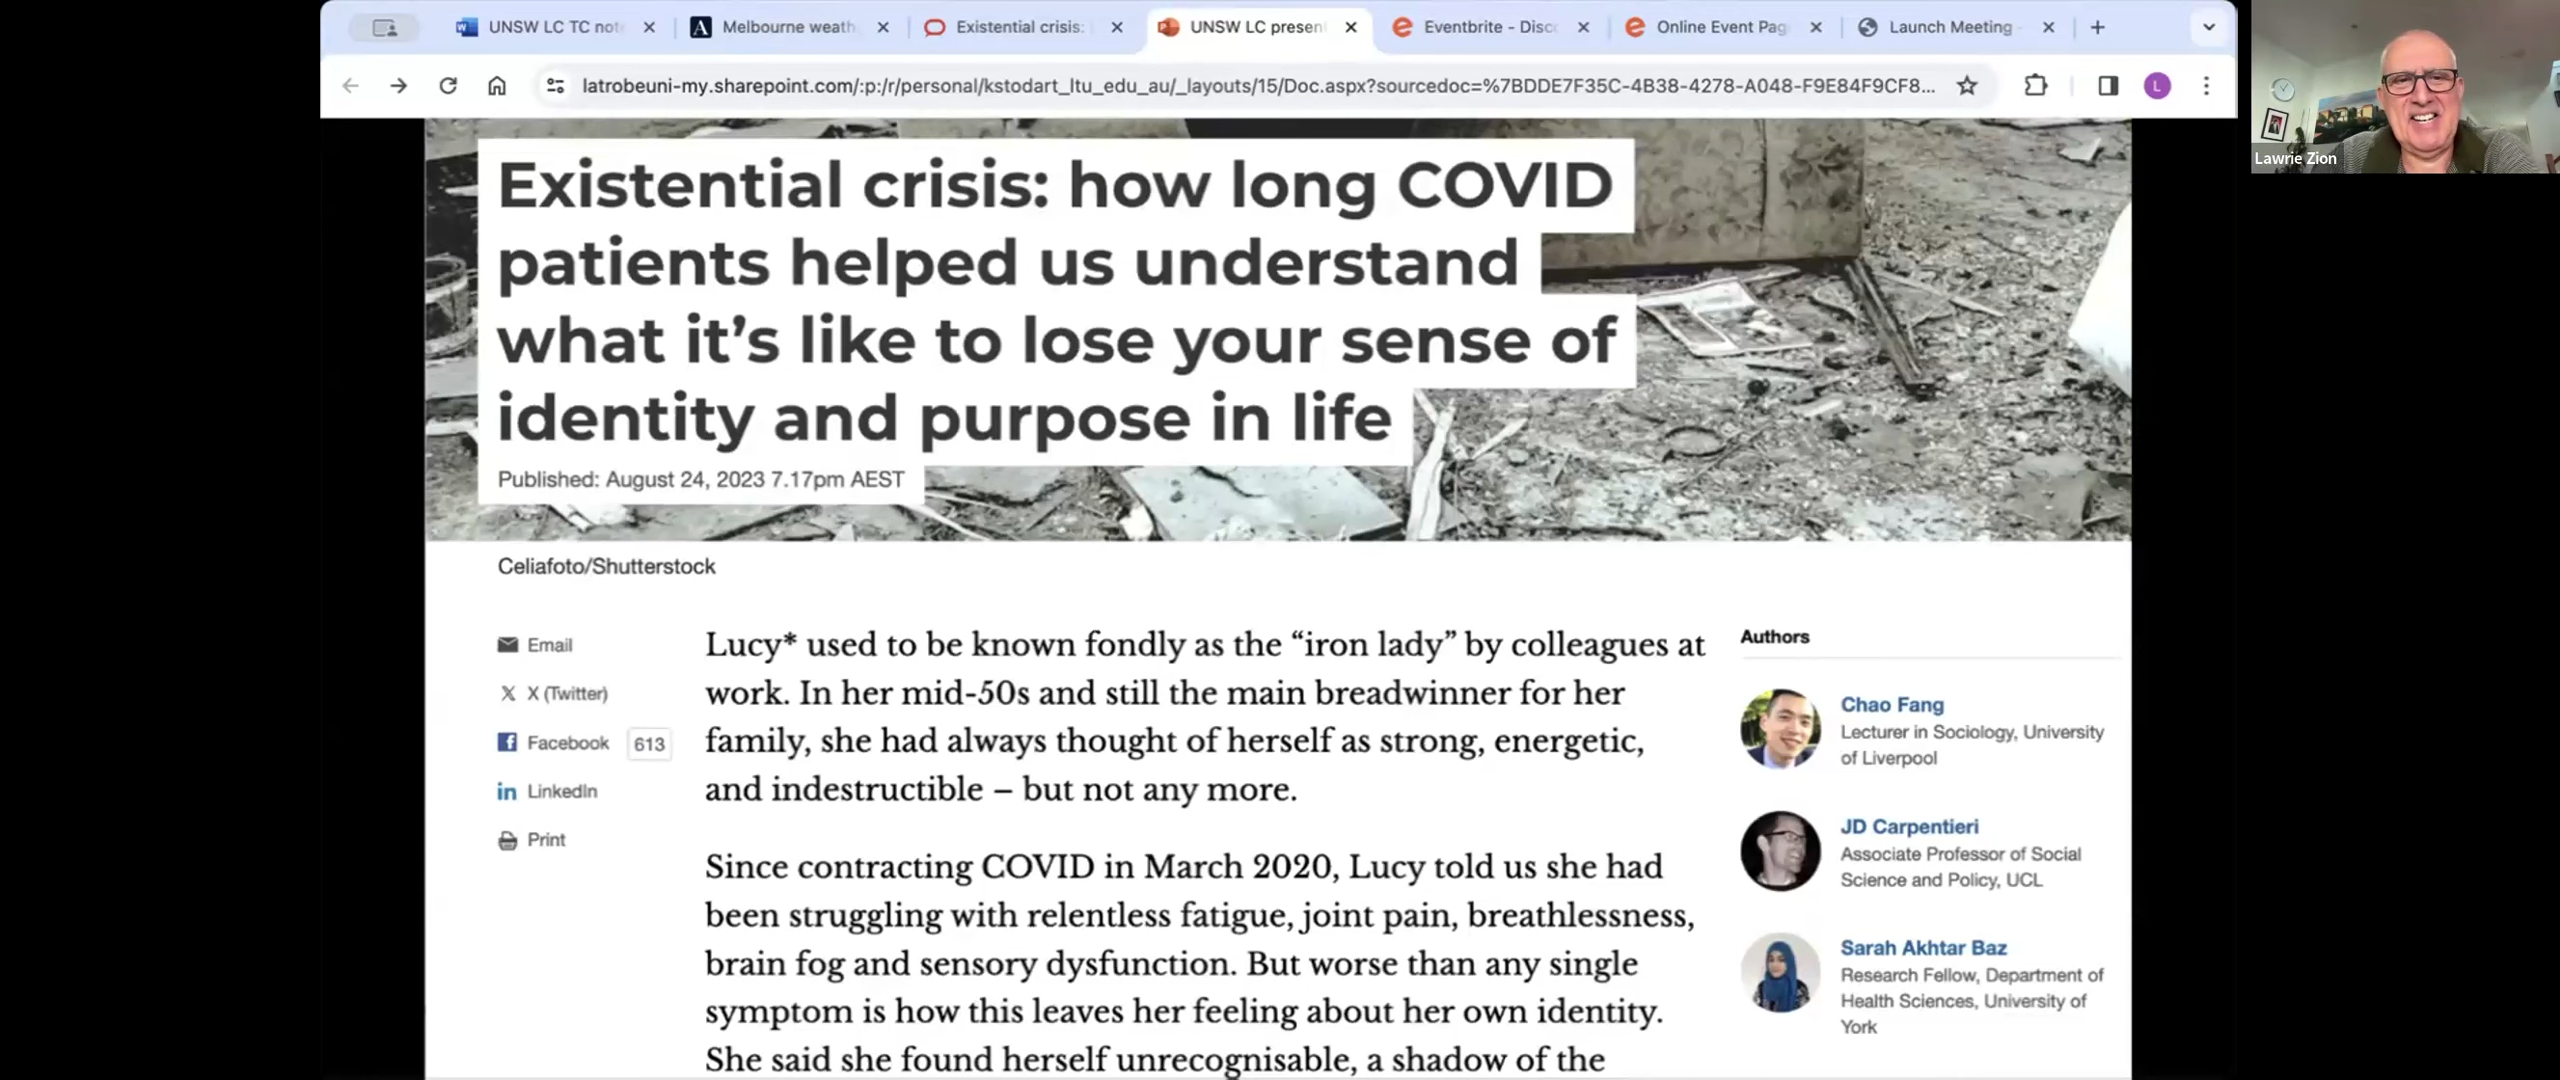 UNSW LC TC not
Melbourne weath
Existential crisis:
UNSW LC presen
Eventbrite - Disc
Online Event Pag
Launch Meeting -
latrobeuni-my.sharepoint.com/:p:/r/personal/kstodart_ltu_edu_au/_layouts/15/Doc.aspx?sourcedoc=%7BDDE7F35C-4B38-4278-A048-F9E84F9CF8...
L
Lawrie Zion
Existential crisis: how long COVID
patients helped us understand
what it’s like to lose your sense of
identity and purpose in life
Published: August 24, 2023 7.17pm AEST
Celiafoto/Shutterstock
Email
X (Twitter)
Facebook 613
LinkedIn
Print
Lucy* used to be known fondly as the “iron lady” by colleagues at
work. In her mid-50s and still the main breadwinner for her
family, she had always thought of herself as strong, energetic,
and indestructible – but not any more.
Since contracting COVID in March 2020, Lucy told us she had
been struggling with relentless fatigue, joint pain, breathlessness,
brain fog and sensory dysfunction. But worse than any single
symptom is how this leaves her feeling about her own identity.
She said she found herself unrecognisable, a shadow of the
Authors
Chao Fang
Lecturer in Sociology, University
of Liverpool
JD Carpentieri
Associate Professor of Social
Science and Policy, UCL
Sarah Akhtar Baz
Research Fellow, Department of
Health Sciences, University of
York